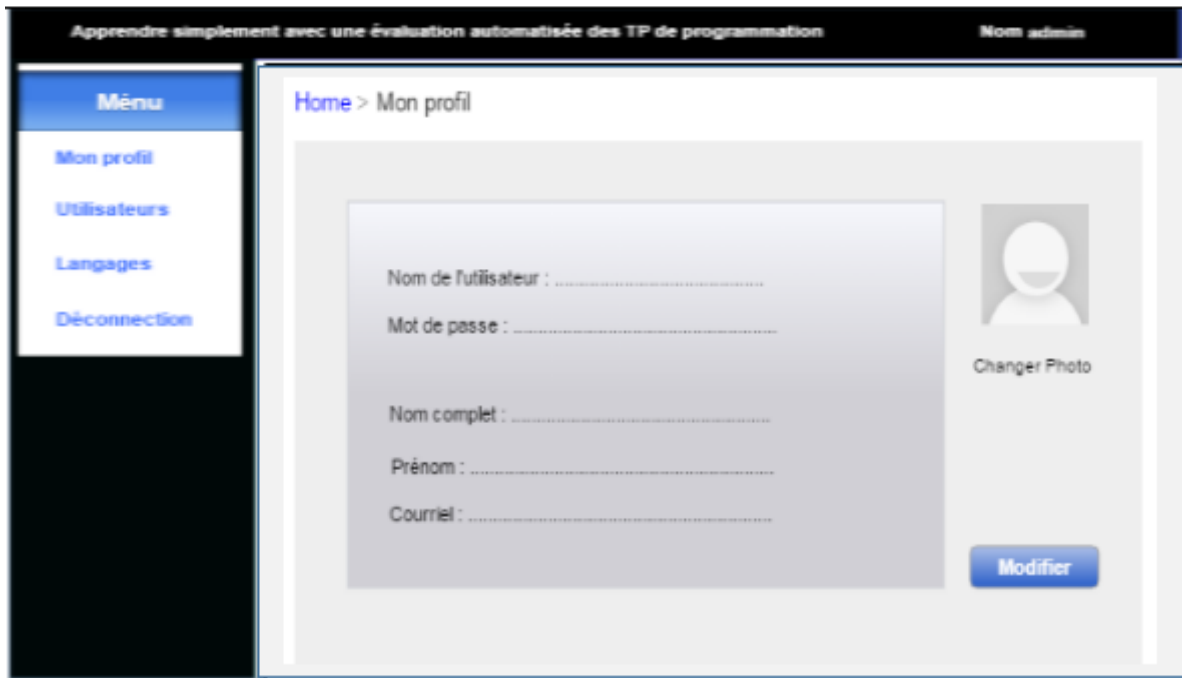 Apprendre simplement avec une évaluation automatisée des TP de programmation Nom admin
Ménu
Mon profil
Utilisateurs
Langages
Déconnection
Home > Mon profil
Nom de l'utilisateur : ......................................................
Mot de passe : ....................................................................
Nom complet : ...................................................................
Prénom : ..............................................................................
Courriel : ..............................................................................
Changer Photo
Modifier